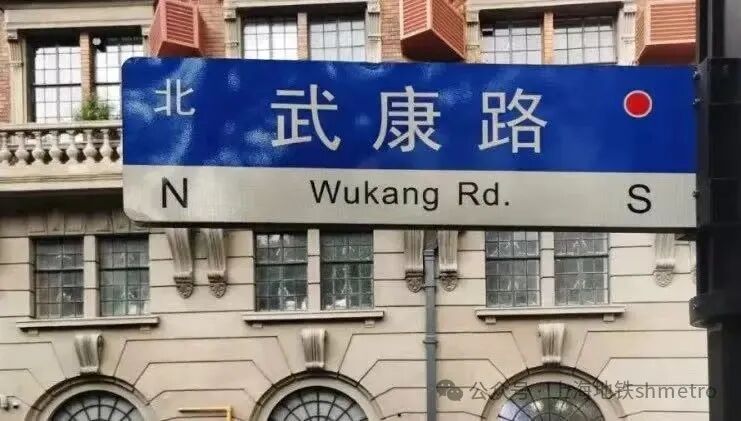 北 武康路
N Wukang Rd. S
公众号 · 上海地铁shmetro